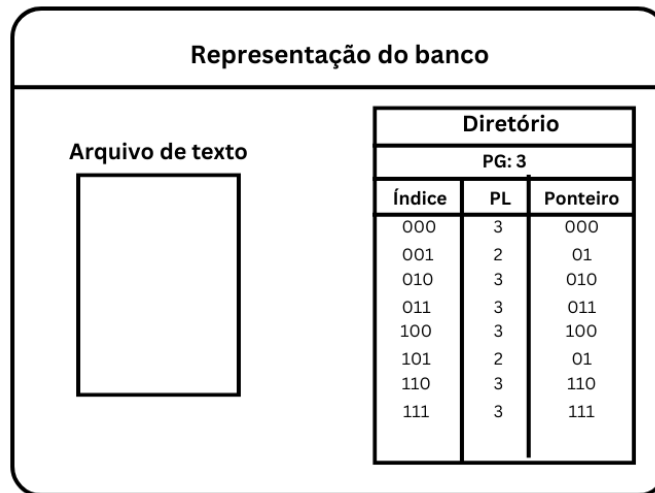 Representação do banco
Arquivo de texto
Diretório
PG: 3
Índice PL Ponteiro
000 3 000
001 2 01
010 3 010
011 3 011
100 3 100
101 2 01
110 3 110
111 3 111